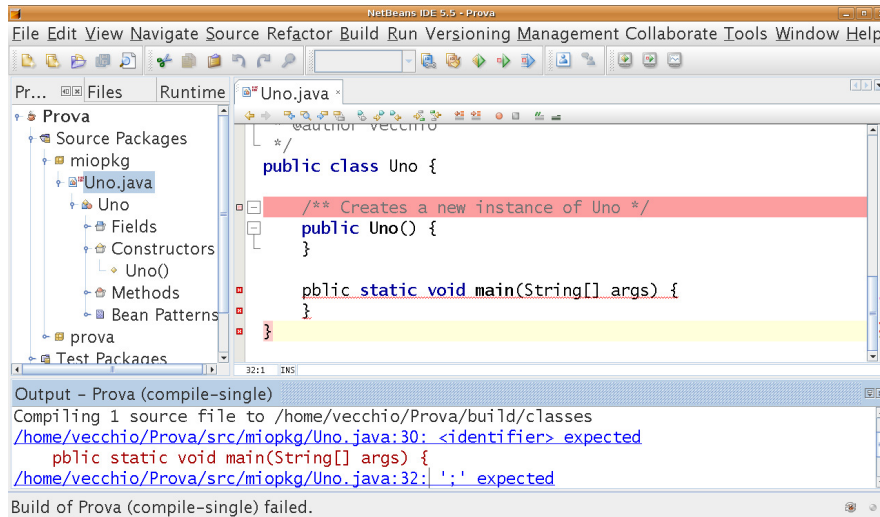 NetBeans IDE 5.5 - Prova
File Edit View Navigate Source Refactor Build Run Versioning Management Collaborate Tools Window Help
Pr... Files Runtime
Uno.java
Prova
Source Packages
miopkg
Uno.java
Uno
Fields
Constructors
Uno()
Methods
Bean Patterns
prova
Test Packages
* @author vecchio
*/
public class Uno {
/** Creates a new instance of Uno */
public Uno() {
}
pblic static void main(String[] args) {
}
}
32:1 INS
Output - Prova (compile-single)
Compiling 1 source file to /home/vecchio/Prova/build/classes
/home/vecchio/Prova/src/miopkg/Uno.java:30: <identifier> expected
pblic static void main(String[] args) {
/home/vecchio/Prova/src/miopkg/Uno.java:32: ';' expected
Build of Prova (compile-single) failed.